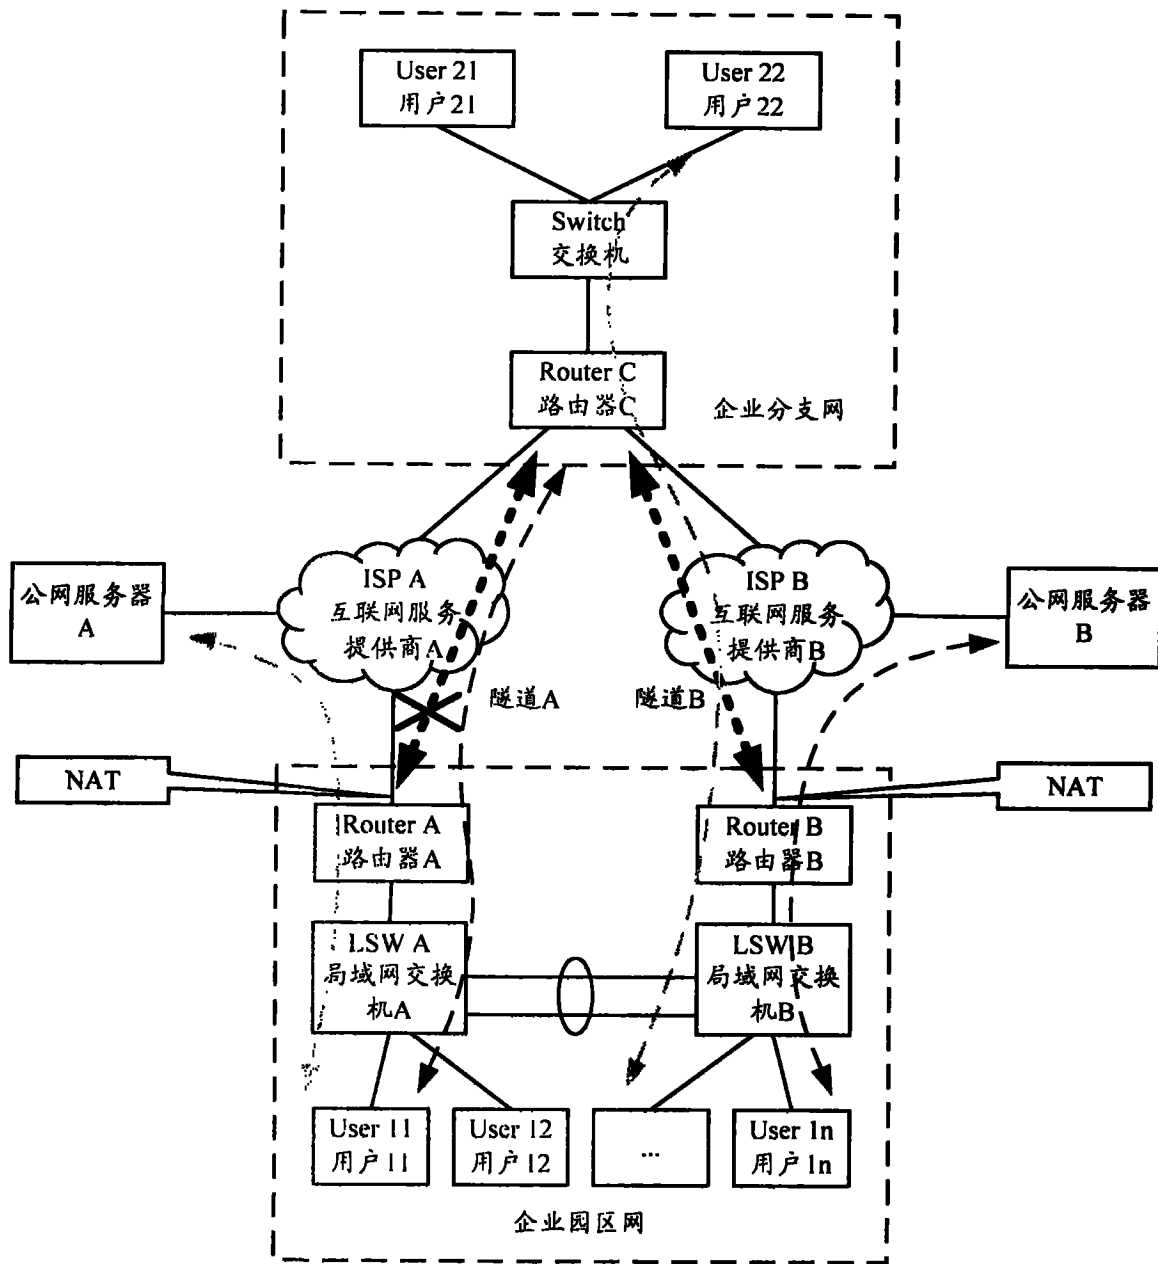 User 21
用户21
User 22
用户22
Switch
交换机
Router C
路由器C
企业分支网
公网服务器
A
ISP A
互联网服务
提供商A
ISP B
互联网服务
提供商B
公网服务器
B
隧道A
隧道B
NAT
NAT
Router A
路由器A
Router B
路由器B
LSW A
局域网交换
机A
LSW B
局域网交换
机B
User 11
用户11
User 12
用户12
...
User 1n
用户1n
企业园区网